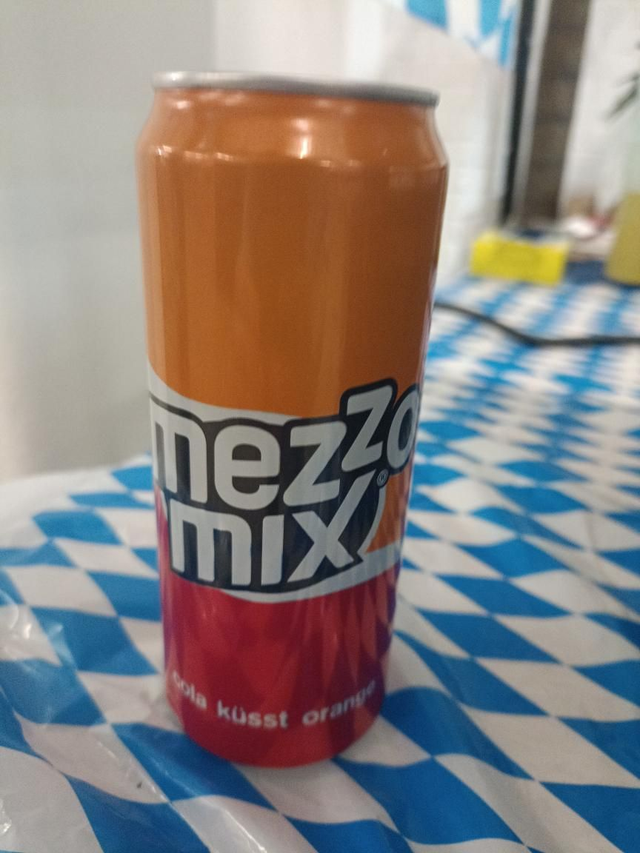 mezzo
mix
cola küsst orange